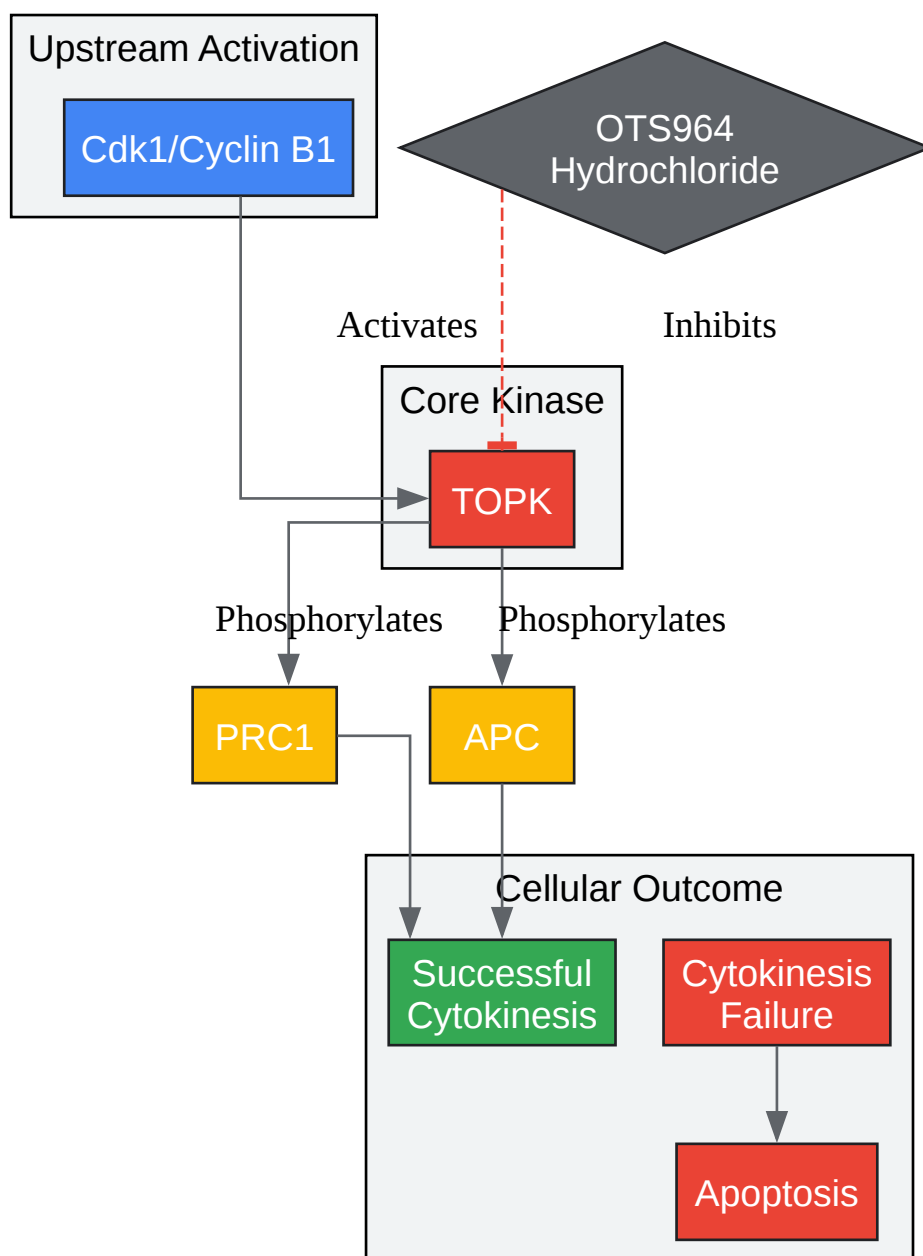 Upstream Activation
Cdk1/Cyclin B1
OTS964
Hydrochloride
Activates
Inhibits
Core Kinase
TOPK
Phosphorylates
Phosphorylates
PRC1
APC
Cellular Outcome
Successful
Cytokinesis
Cytokinesis
Failure
Apoptosis